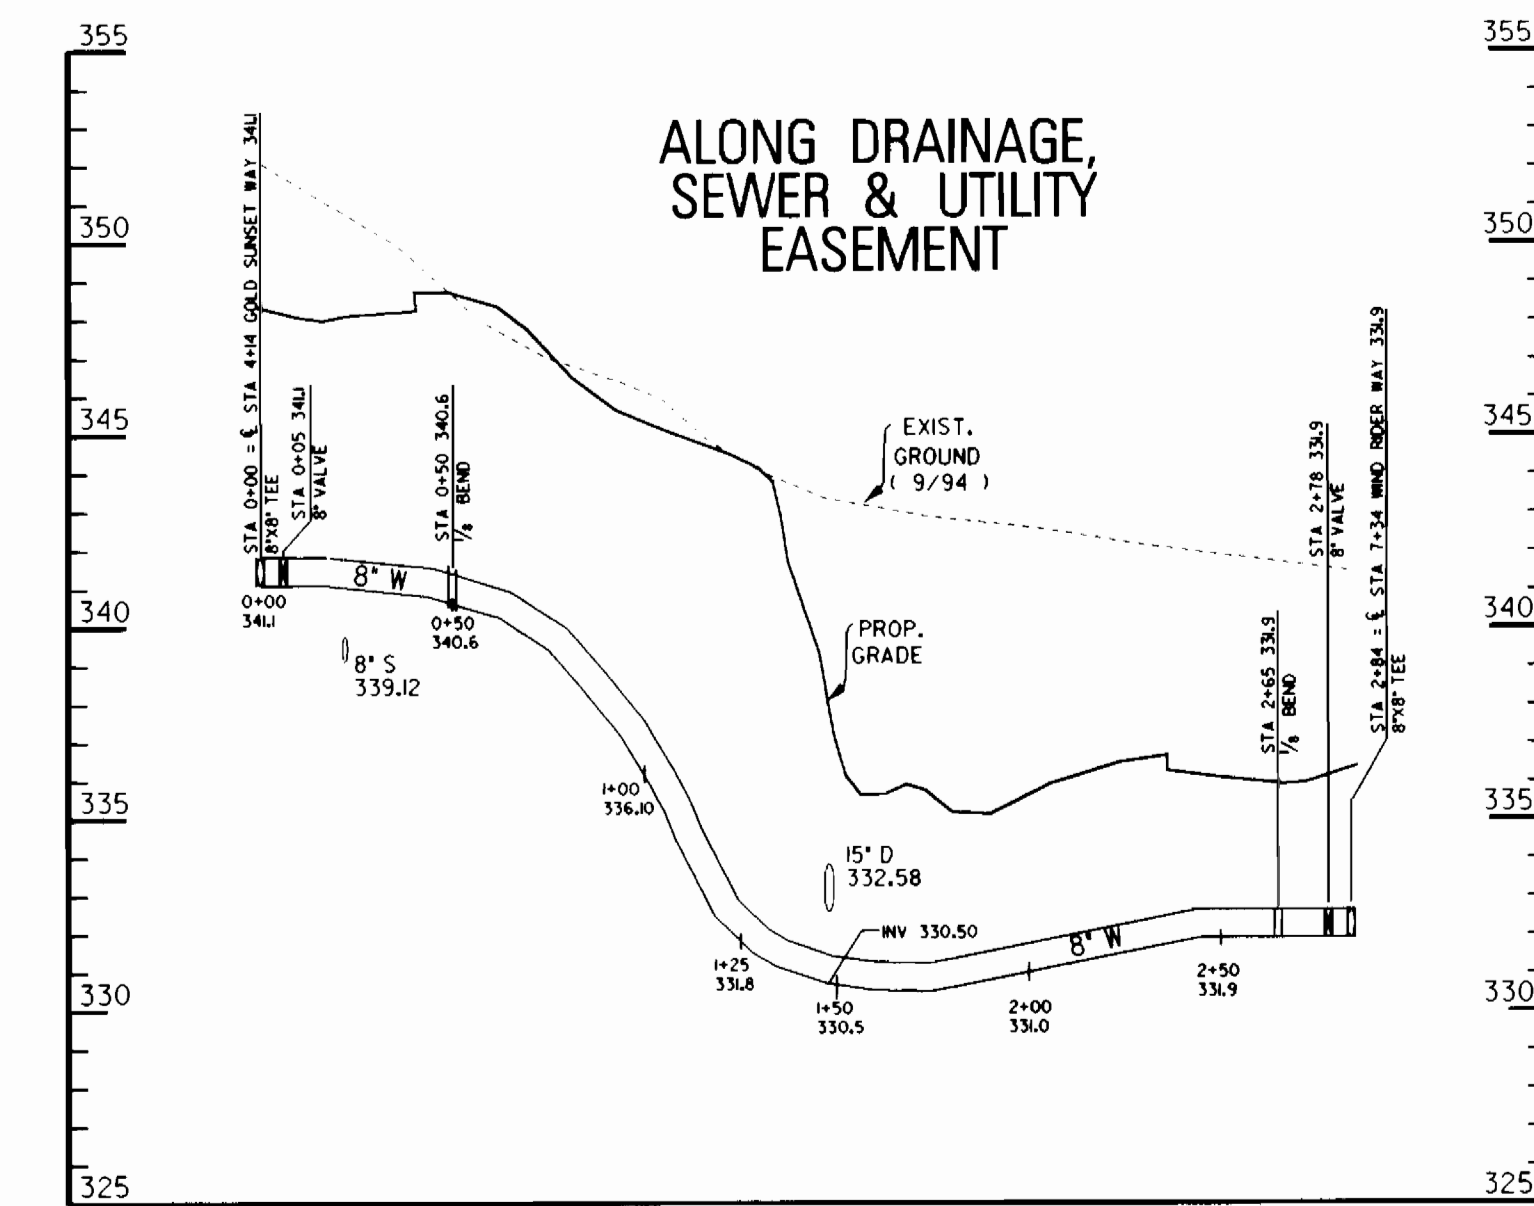 355
355
ALONG DRAINAGE,
SEWER & UTILITY
EASEMENT
350
350
STA 0+00 = ℄ STA 4+14 GOLD SUNSET WAY 341.1
8"X8" TEE
STA 0+05 341.1
8" VALVE
STA 0+50 340.6
1/8 BEND
345
345
EXIST.
GROUND
( 9/94 )
STA 2+78 331.9
8" VALVE
STA 2+84 = ℄ STA 7+34 WIND RIDER WAY 331.9
8"X8" TEE
STA 2+65 331.9
1/8 BEND
8" W
0+00
341.1
340
340
0+50
340.6
PROP.
GRADE
8" S
339.12
1+00
336.10
335
335
15" D
332.58
INV 330.50
8" W
1+25
331.8
2+50
331.9
330
330
1+50
330.5
2+00
331.0
325
325